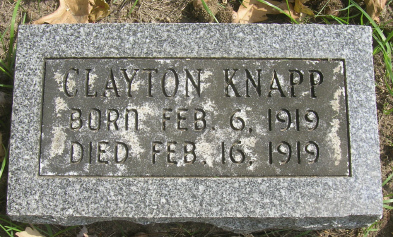 CLAYTON KNAPP
BORN FEB. 6, 1919
DIED FEB. 16, 1919